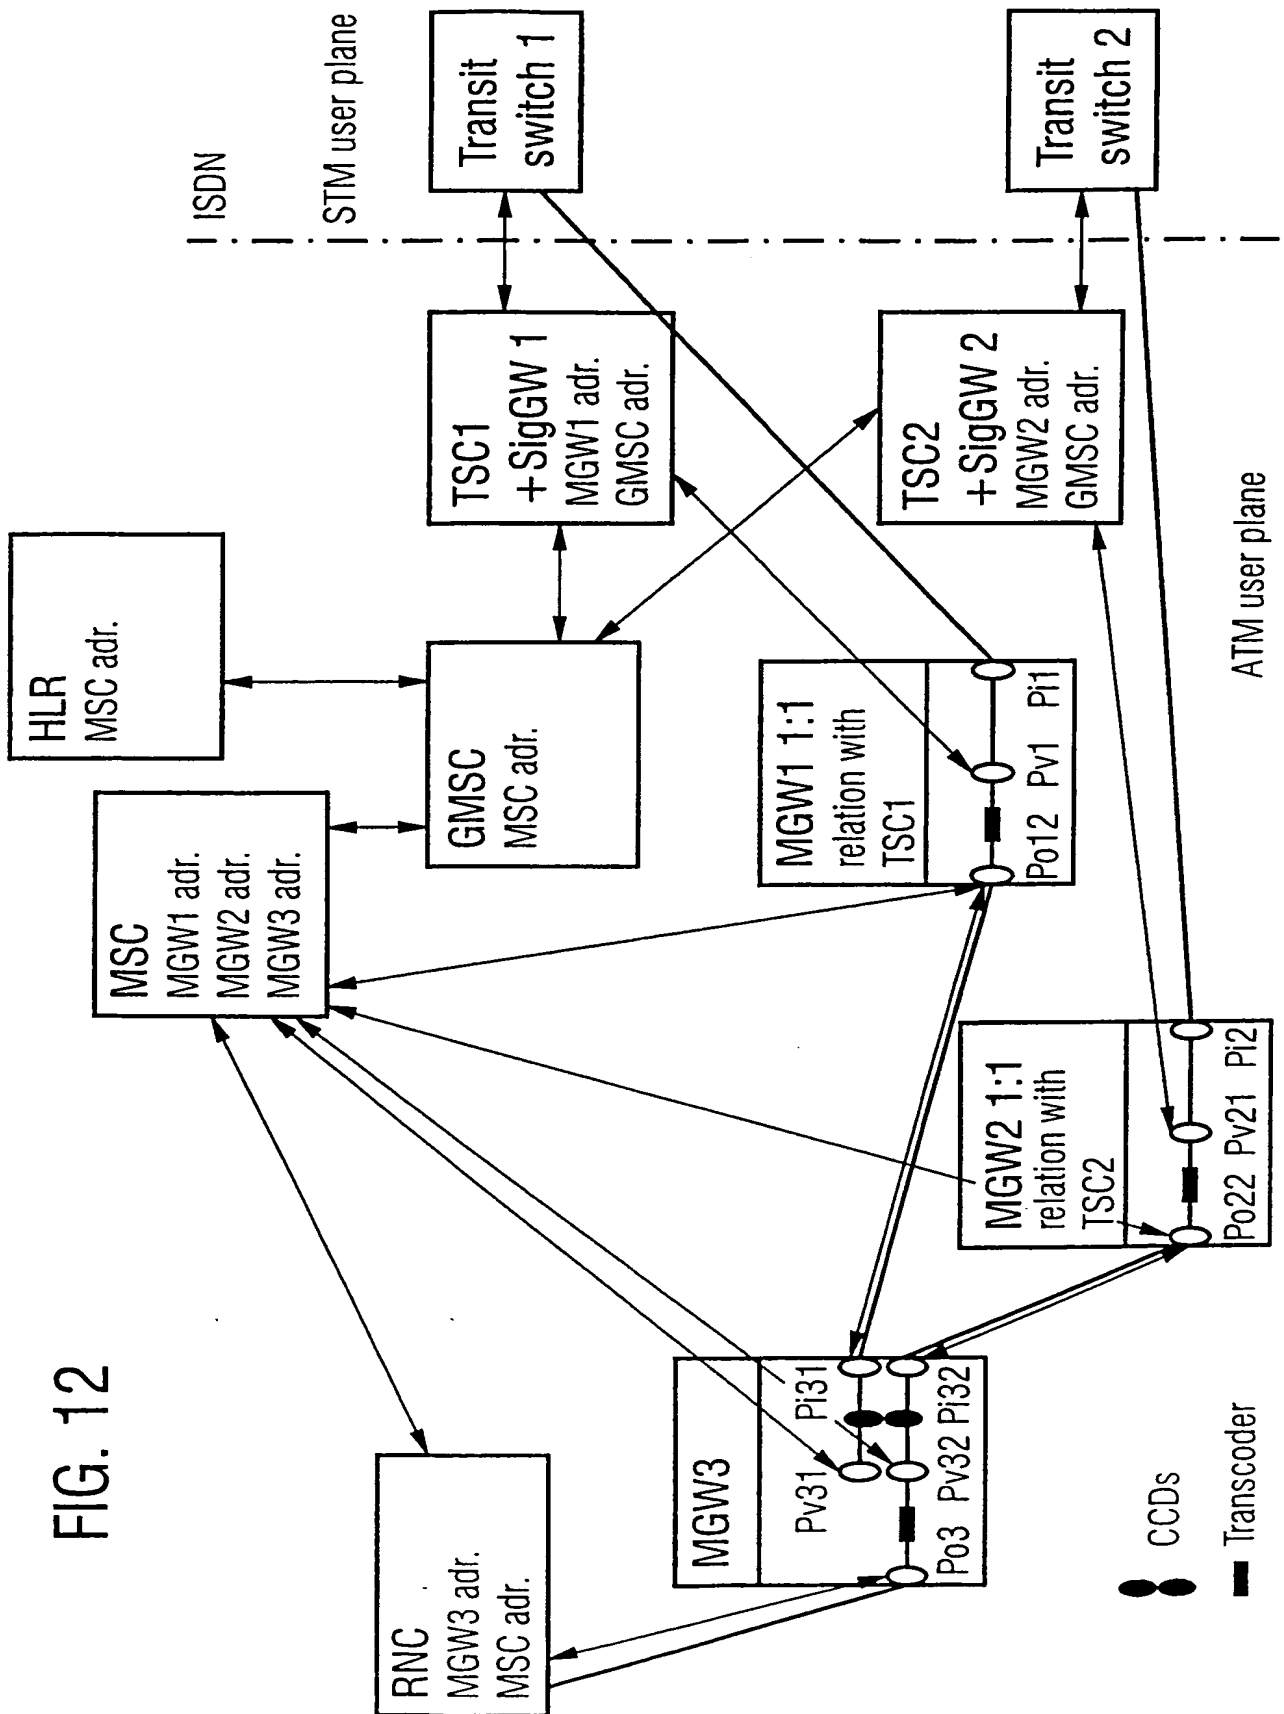 FIG. 12
RNC
MGW3 adr.
MSC adr.
MSC
MGW1 adr.
MGW2 adr.
MGW3 adr.
HLR
MSC adr.
GMSC
MSC adr.
TSC1
+SigGW 1
MGW1 adr.
GMSC adr.
ISDN
STM user plane
Transit
switch 1
MGW3
Pv31 Pi31
Po3 Pv32 Pi32
MGW1 1:1
relation with
TSC1
Po12 Pv1 Pi1
MGW2 1:1
relation with
TSC2
Po22 Pv21 Pi2
TSC2
+SigGW 2
MGW2 adr.
GMSC adr.
Transit
switch 2
CCDs
Transcoder
ATM user plane